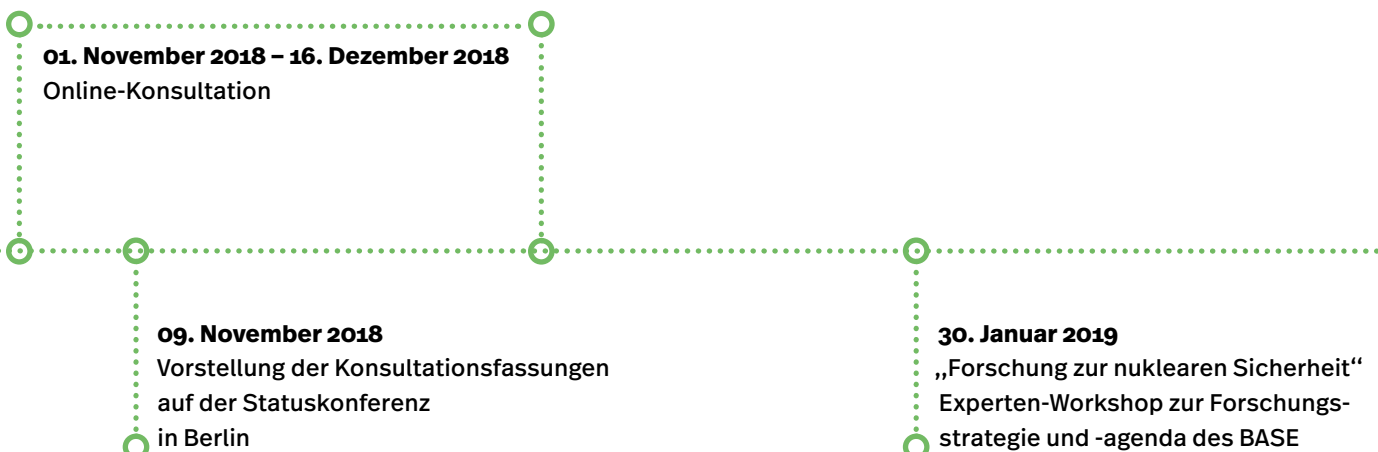 01. November 2018 – 16. Dezember 2018
Online-Konsultation
09. November 2018
Vorstellung der Konsultationsfassungen
auf der Statuskonferenz
in Berlin
30. Januar 2019
„Forschung zur nuklearen Sicherheit“
Experten-Workshop zur Forschungs-
strategie und -agenda des BASE